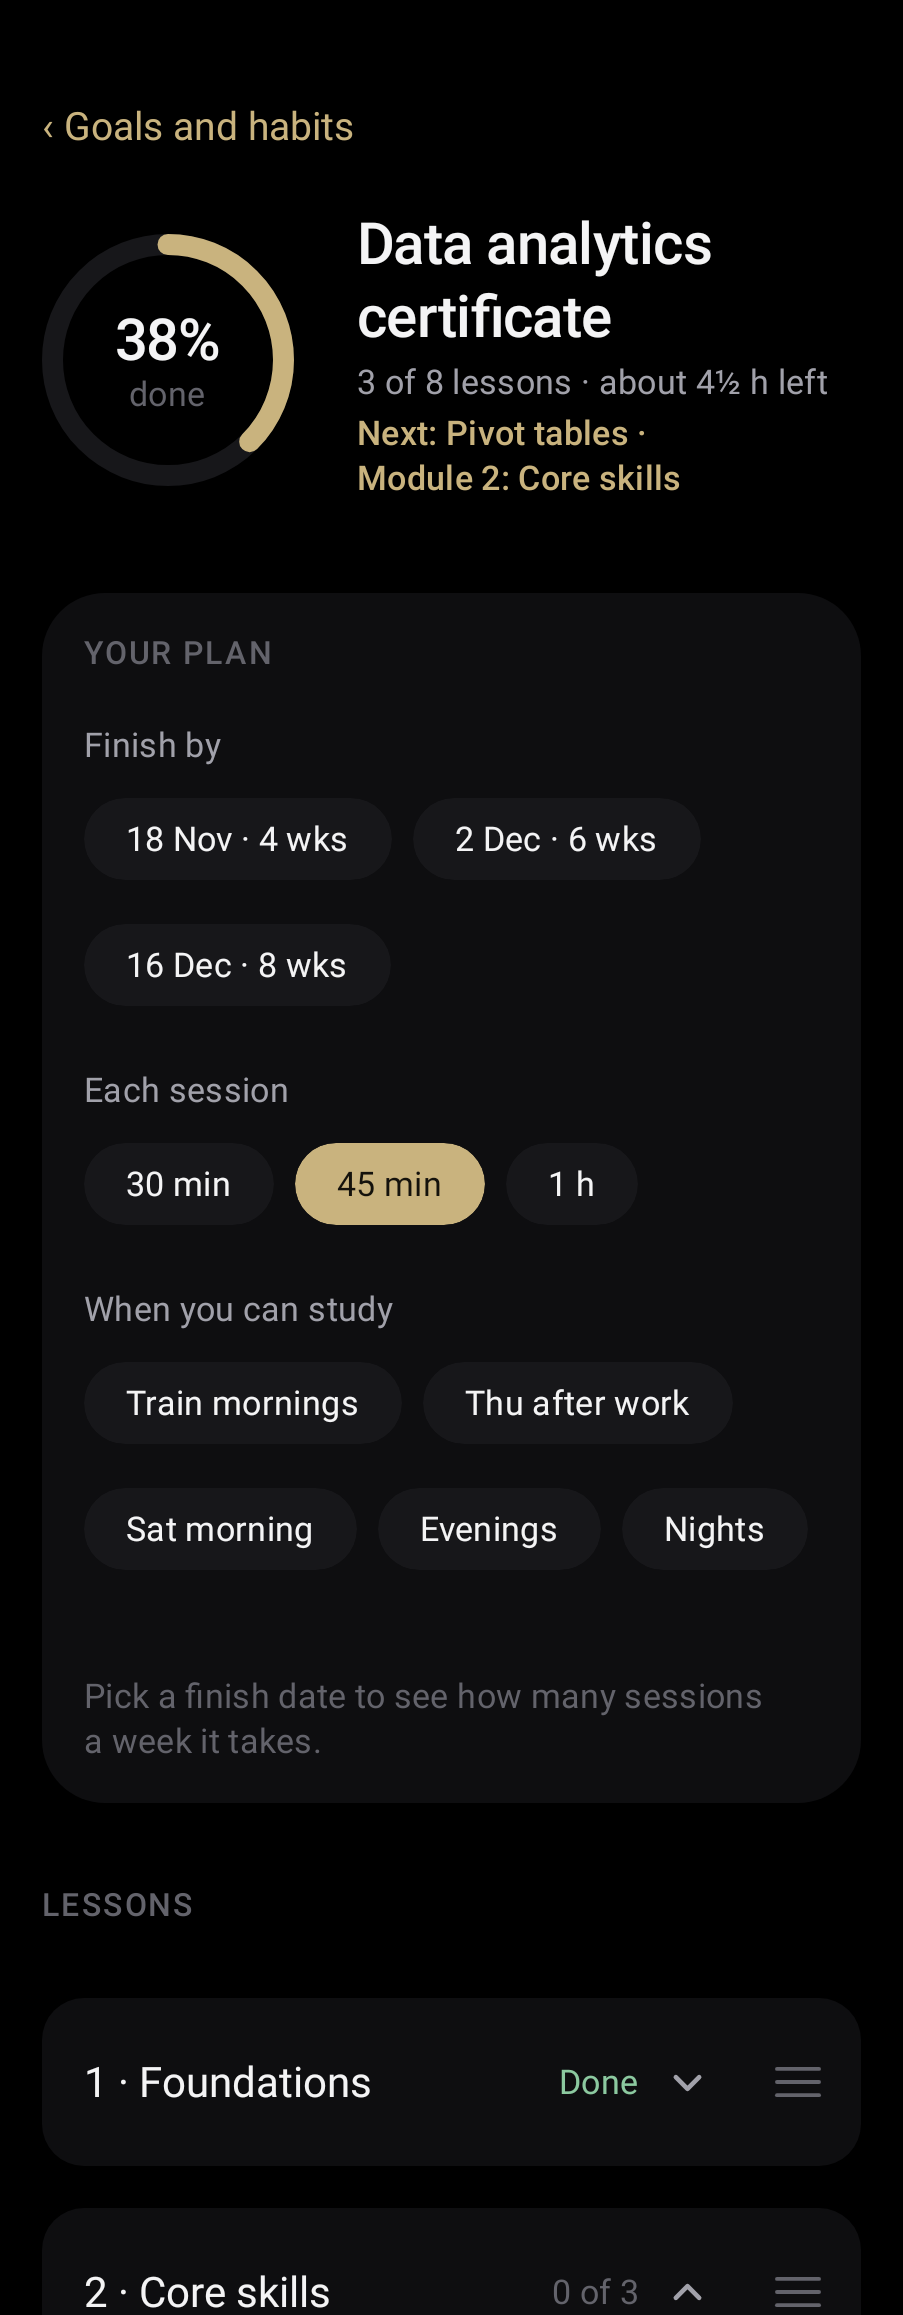 ‹ Goals and habits
38%
done
Data analytics
certificate
3 of 8 lessons · about 4½ h left
Next: Pivot tables ·
Module 2: Core skills
YOUR PLAN
Finish by
18 Nov · 4 wks
2 Dec · 6 wks
16 Dec · 8 wks
Each session
30 min
45 min
1 h
When you can study
Train mornings
Thu after work
Sat morning
Evenings
Nights
Pick a finish date to see how many sessions
a week it takes.
LESSONS
1 · Foundations
Done
2 · Core skills
0 of 3